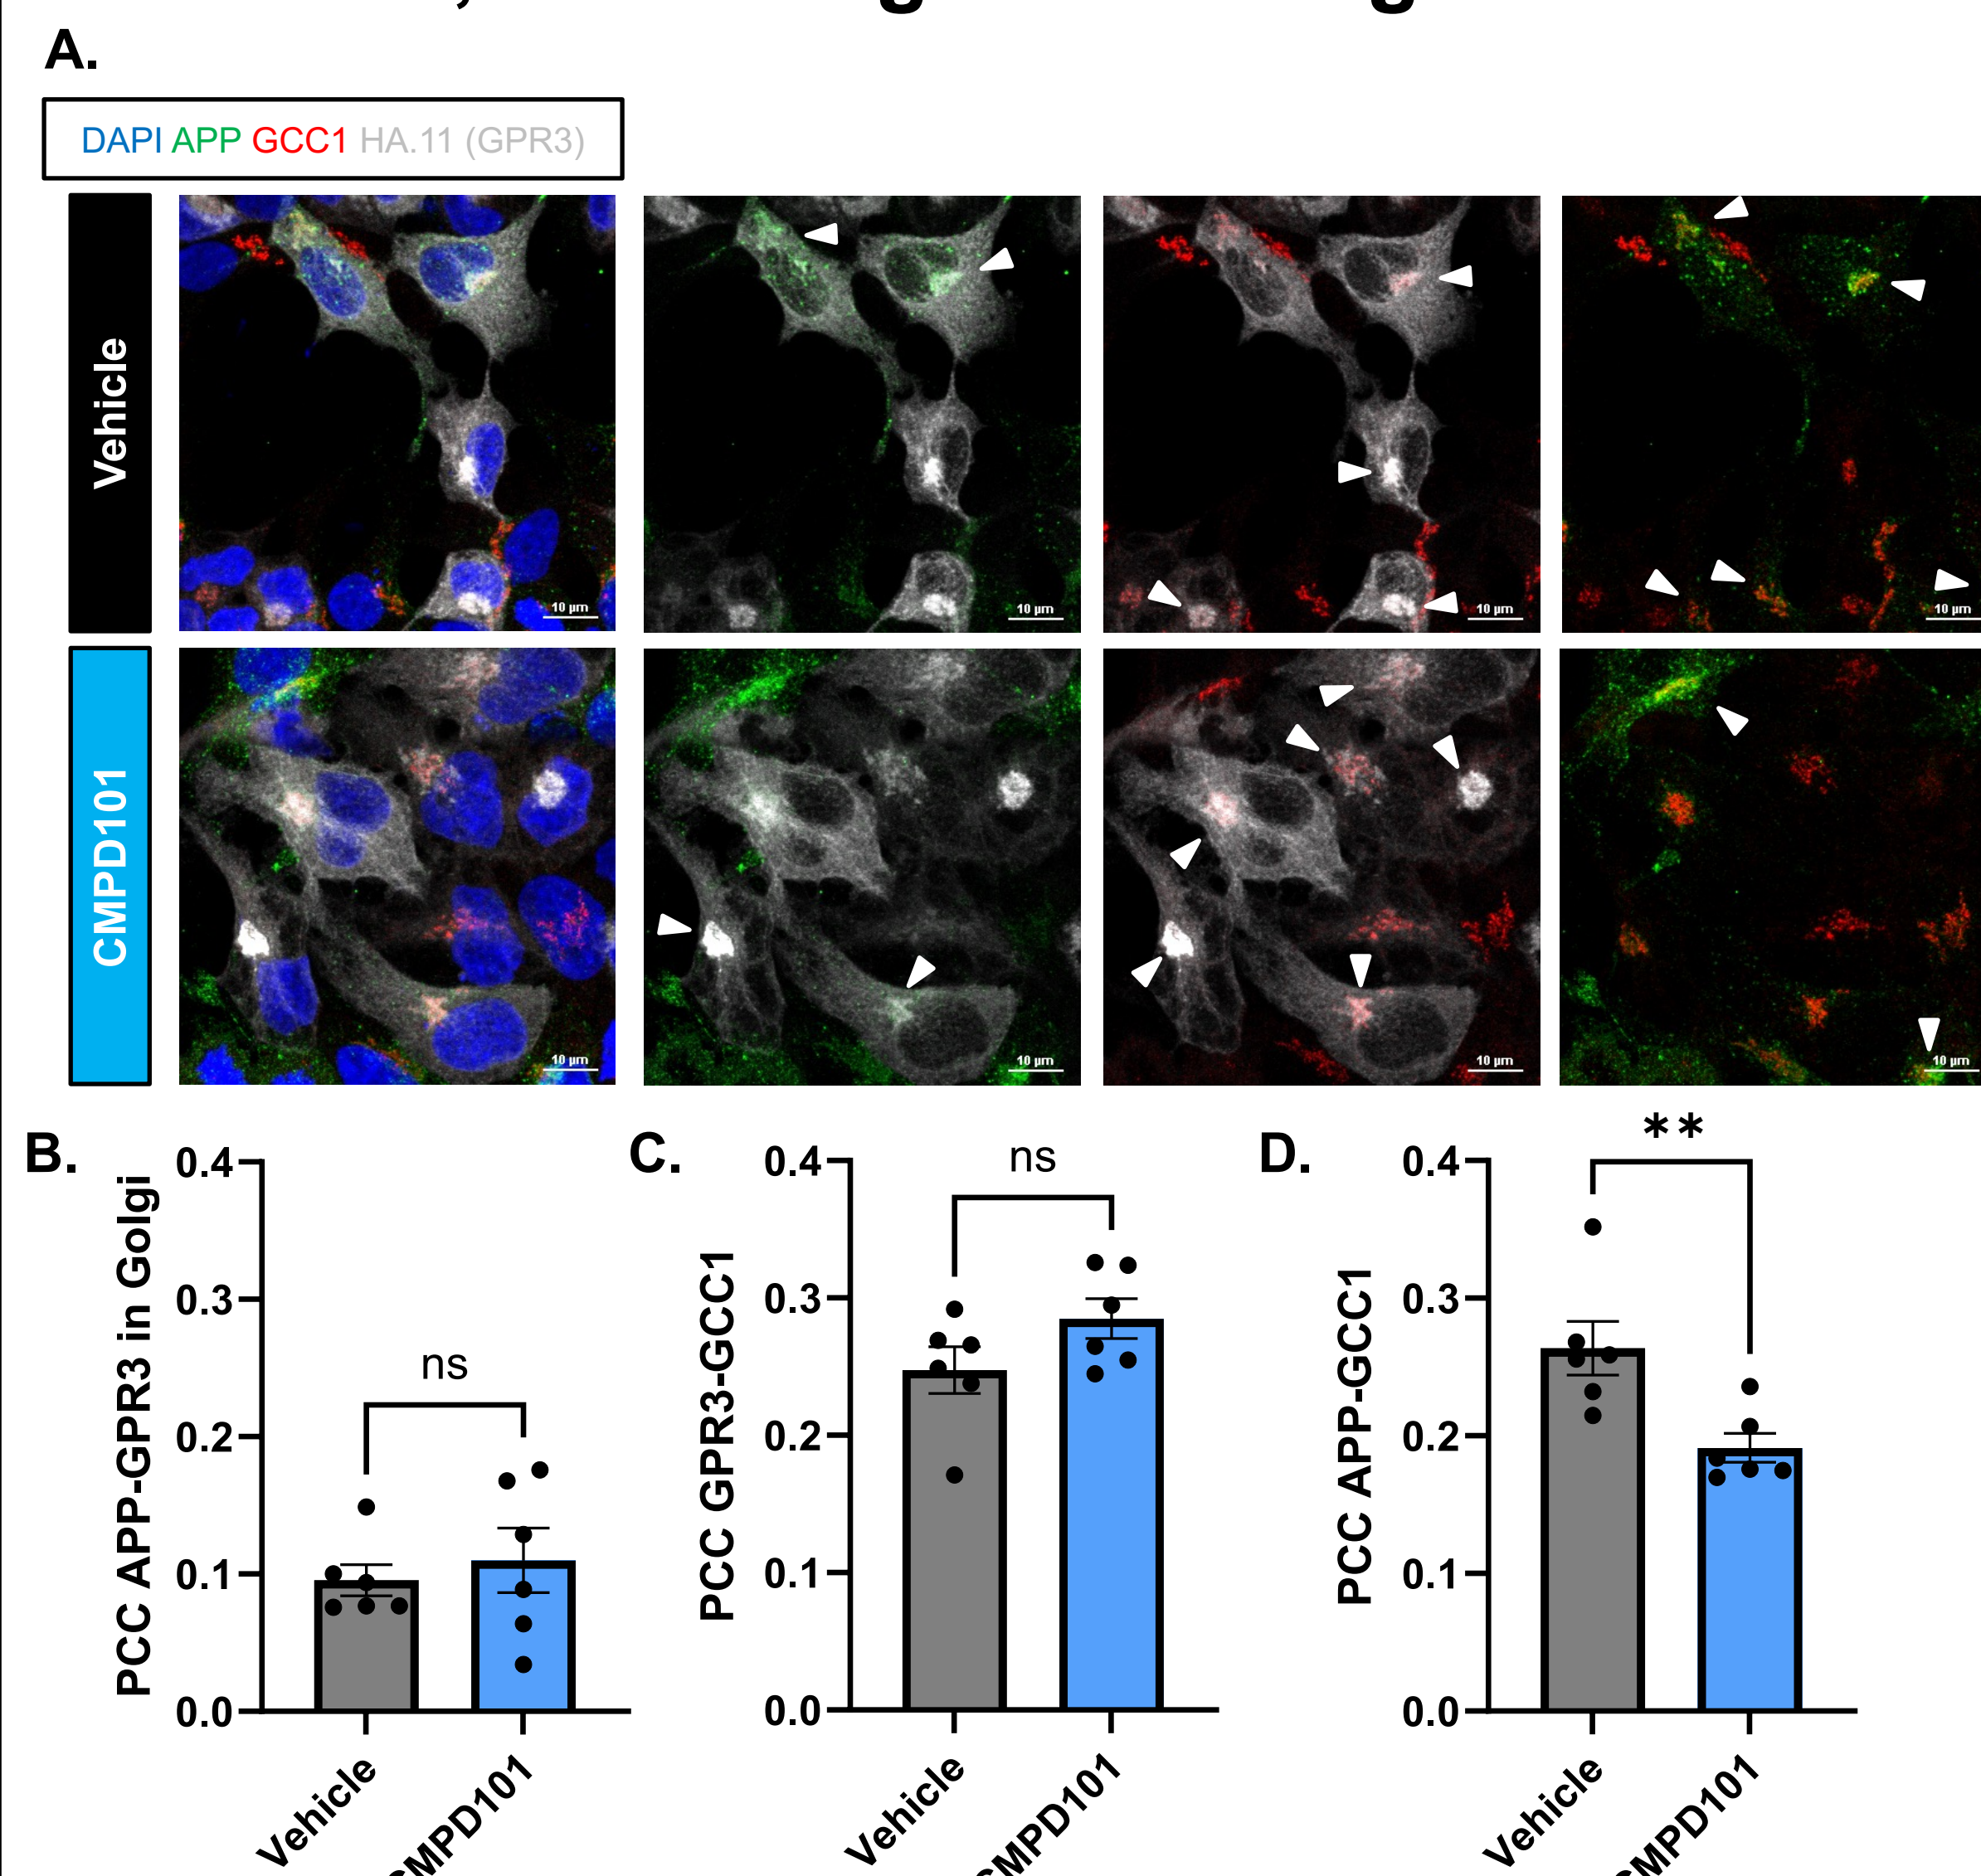 A.
DAPI APP GCC1 HA.11 (GPR3)
Vehicle
10 µm
10 µm
10 µm
10 µm
CMPD101
10 µm
10 µm
10 µm
10 µm
B.
PCC APP-GPR3 in Golgi
0.4
0.3
0.2
0.1
0.0
ns
Vehicle
CMPD101
C.
PCC GPR3-GCC1
0.4
0.3
0.2
0.1
0.0
ns
Vehicle
CMPD101
D.
PCC APP-GCC1
0.4
0.3
0.2
0.1
0.0
**
Vehicle
CMPD101